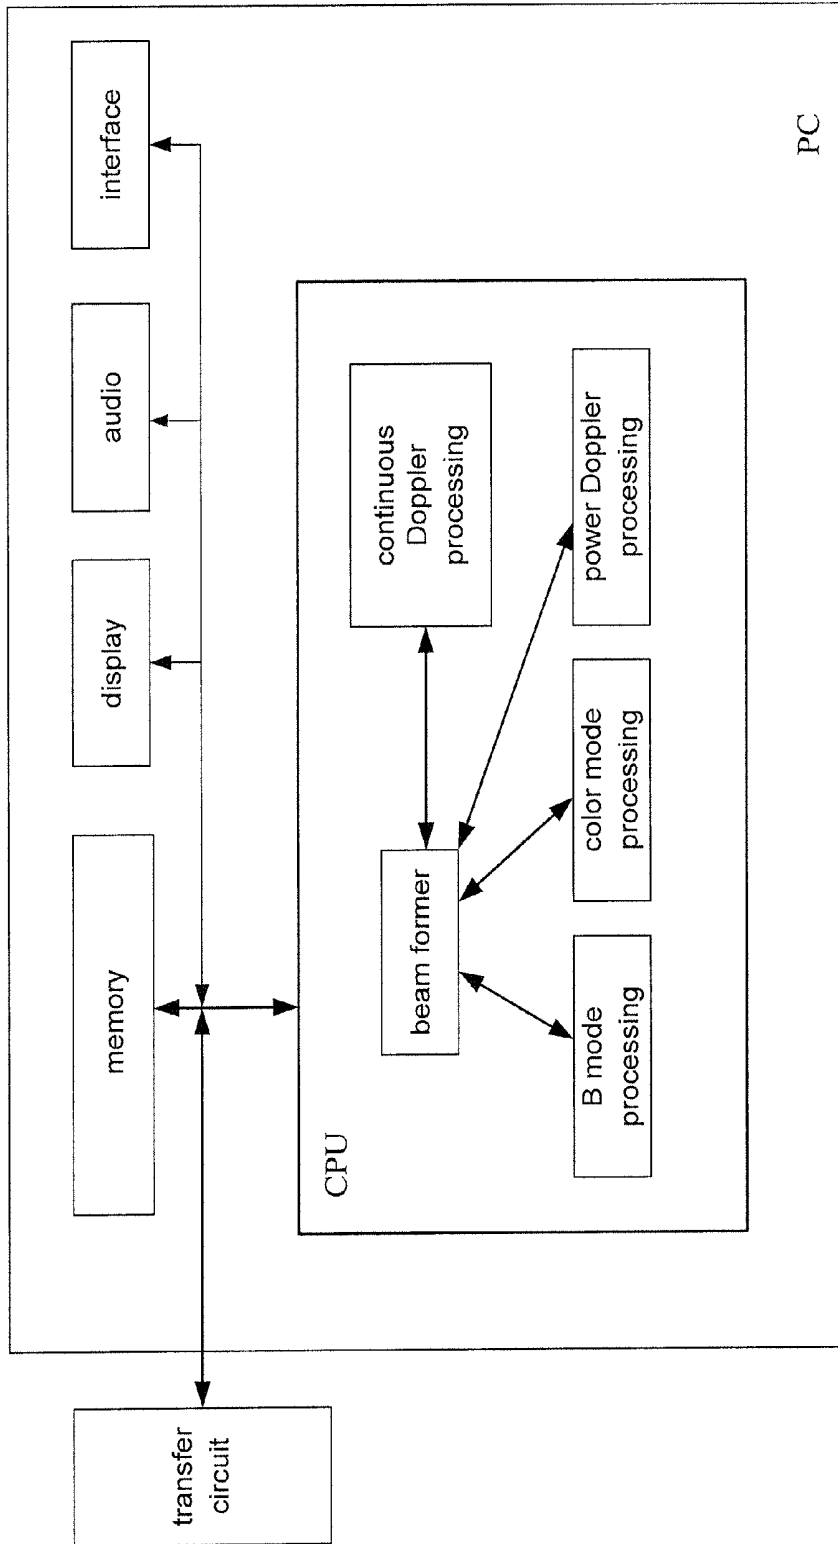 transfer
circuit
memory
display
audio
interface
CPU
beam former
continuous
Doppler
processing
B mode
processing
color mode
processing
power Doppler
processing
PC